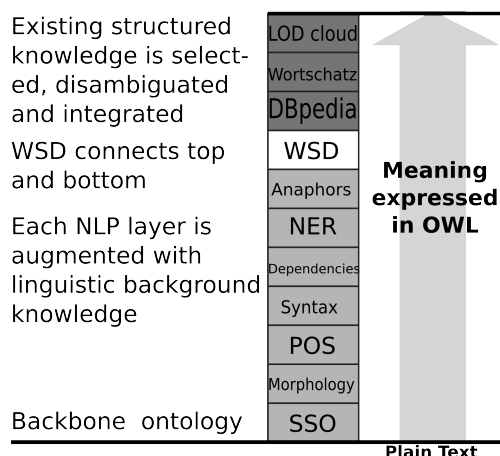 Existing structured
knowledge is select-
ed, disambiguated
and integrated
WSD connects top
and bottom
Each NLP layer is
augmented with
linguistic background
knowledge
Backbone ontology
LOD cloud
Wortschatz
DBpedia
WSD
Anaphors
NER
Dependencies
Syntax
POS
Morphology
SSO
Meaning
expressed
in OWL
Plain Text